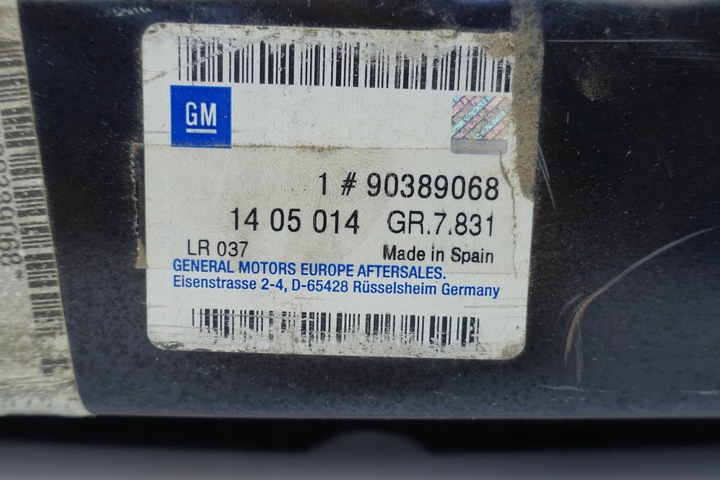 GM
1 # 90389068
14 05 014 GR.7.831
LR 037 Made in Spain
GENERAL MOTORS EUROPE AFTERSALES.
Eisenstrasse 2-4, D-65428 Rüsselsheim Germany